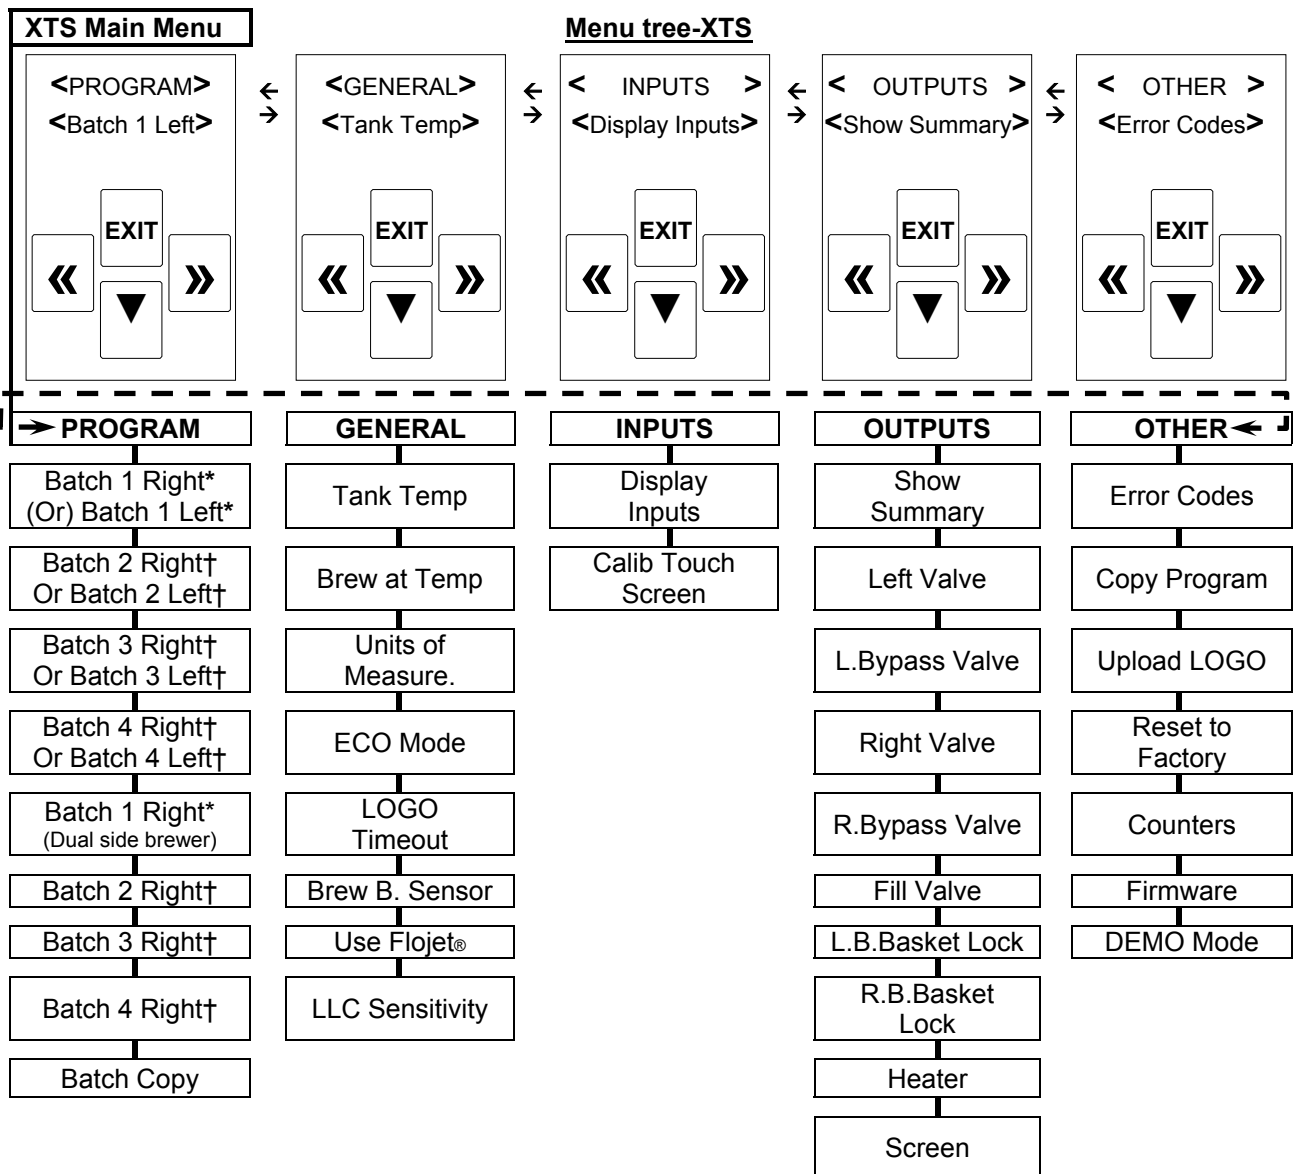 XTS Main Menu
Menu tree-XTS
<PROGRAM>
<Batch 1 Left>
EXIT
« »
▼
<GENERAL>
<Tank Temp>
EXIT
« »
▼
< INPUTS >
<Display Inputs>
EXIT
« »
▼
< OUTPUTS >
<Show Summary>
EXIT
« »
▼
< OTHER >
<Error Codes>
EXIT
« »
▼
PROGRAM
Batch 1 Right*
(Or) Batch 1 Left*
Batch 2 Right†
Or Batch 2 Left†
Batch 3 Right†
Or Batch 3 Left†
Batch 4 Right†
Or Batch 4 Left†
Batch 1 Right*
(Dual side brewer)
Batch 2 Right†
Batch 3 Right†
Batch 4 Right†
Batch Copy
GENERAL
Tank Temp
Brew at Temp
Units of
Measure.
ECO Mode
LOGO
Timeout
Brew B. Sensor
Use Flojet®
LLC Sensitivity
INPUTS
Display
Inputs
Calib Touch
Screen
OUTPUTS
Show
Summary
Left Valve
L.Bypass Valve
Right Valve
R.Bypass Valve
Fill Valve
L.B.Basket Lock
R.B.Basket
Lock
Heater
Screen
OTHER
Error Codes
Copy Program
Upload LOGO
Reset to
Factory
Counters
Firmware
DEMO Mode